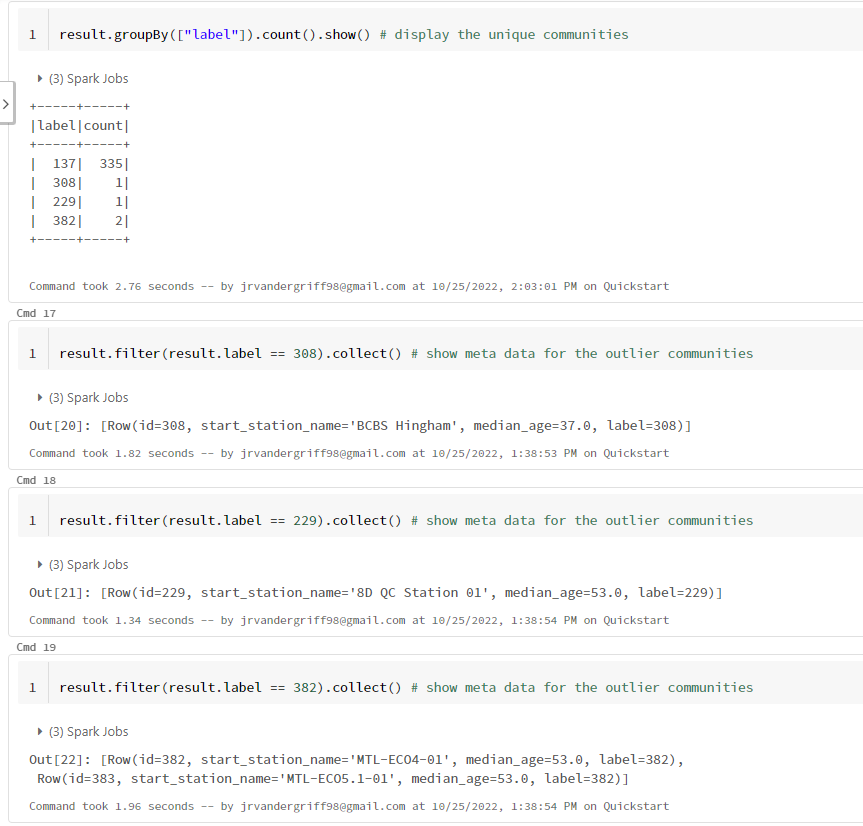 1 result.groupBy(["label"]).count().show() # display the unique communities
(3) Spark Jobs
+-----+-----+
|label|count|
+-----+-----+
|  137|  335|
|  308|    1|
|  229|    1|
|  382|    2|
+-----+-----+
Command took 2.76 seconds -- by jrvandergriff98@gmail.com at 10/25/2022, 2:03:01 PM on Quickstart
Cmd 17
1 result.filter(result.label == 308).collect() # show meta data for the outlier communities
(3) Spark Jobs
Out[20]: [Row(id=308, start_station_name='BCBS Hingham', median_age=37.0, label=308)]
Command took 1.82 seconds -- by jrvandergriff98@gmail.com at 10/25/2022, 1:38:53 PM on Quickstart
Cmd 18
1 result.filter(result.label == 229).collect() # show meta data for the outlier communities
(3) Spark Jobs
Out[21]: [Row(id=229, start_station_name='8D QC Station 01', median_age=53.0, label=229)]
Command took 1.34 seconds -- by jrvandergriff98@gmail.com at 10/25/2022, 1:38:54 PM on Quickstart
Cmd 19
1 result.filter(result.label == 382).collect() # show meta data for the outlier communities
(3) Spark Jobs
Out[22]: [Row(id=382, start_station_name='MTL-ECO4-01', median_age=53.0, label=382),
 Row(id=383, start_station_name='MTL-ECO5.1-01', median_age=53.0, label=382)]
Command took 1.96 seconds -- by jrvandergriff98@gmail.com at 10/25/2022, 1:38:54 PM on Quickstart